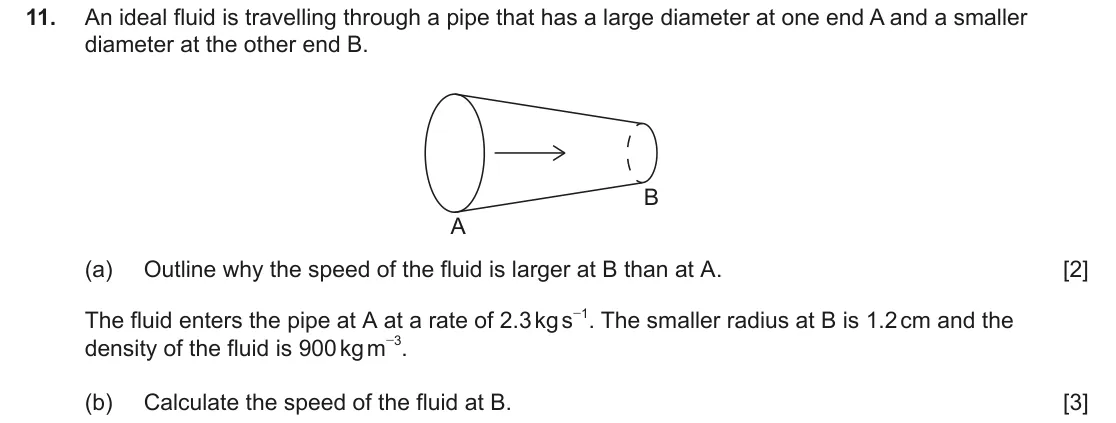 11. An ideal fluid is travelling through a pipe that has a large diameter at one end A and a smaller
diameter at the other end B.
A
B
(a) Outline why the speed of the fluid is larger at B than at A. [2]
The fluid enters the pipe at A at a rate of 2.3 kg s⁻¹. The smaller radius at B is 1.2 cm and the
density of the fluid is 900 kg m⁻³.
(b) Calculate the speed of the fluid at B. [3]